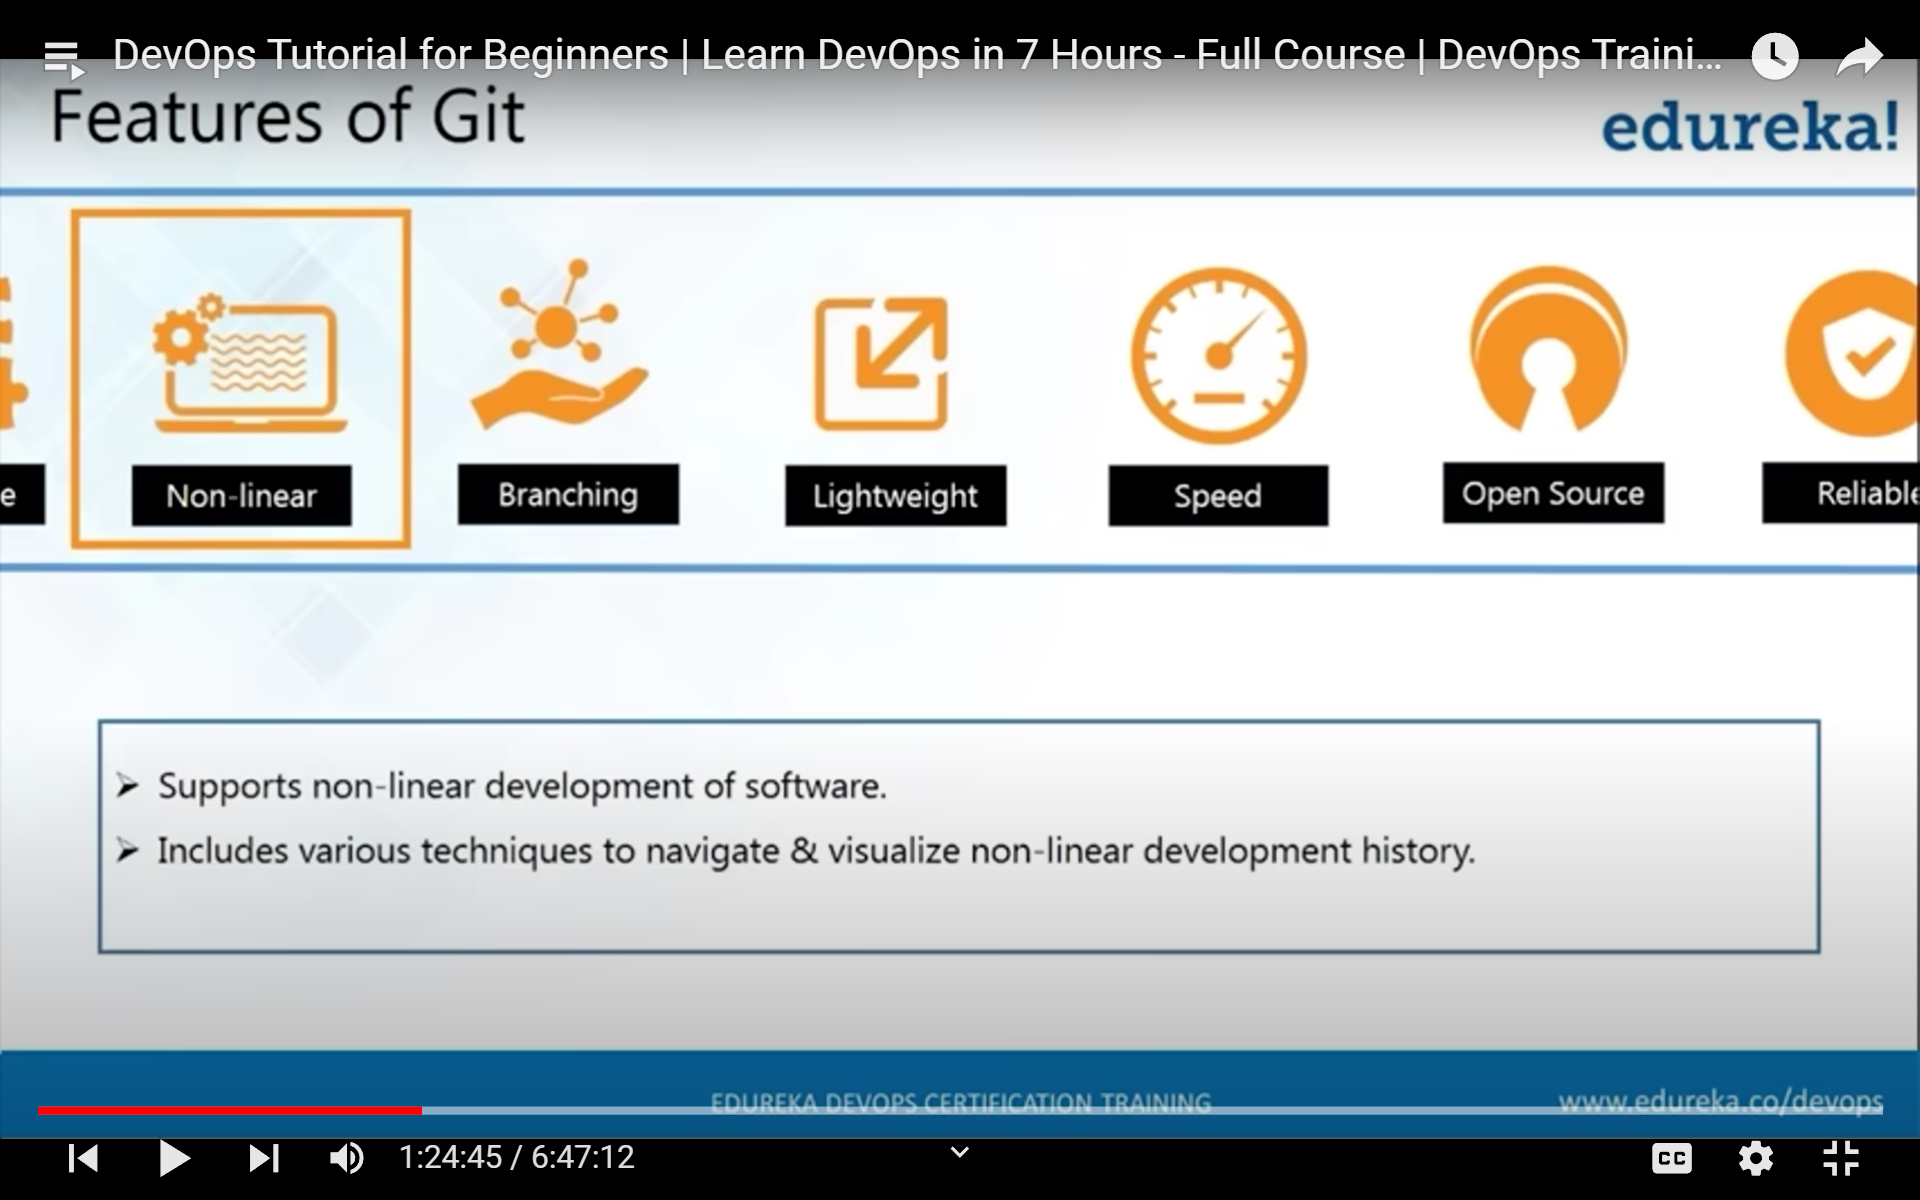 DevOps Tutorial for Beginners | Learn DevOps in 7 Hours - Full Course | DevOps Traini...
Features of Git
edureka!
e
Non-linear
Branching
Lightweight
Speed
Open Source
Reliable
➤ Supports non-linear development of software.
➤ Includes various techniques to navigate & visualize non-linear development history.
EDUREKA DEVOPS CERTIFICATION TRAINING
www.edureka.co/devops
1:24:45 / 6:47:12
CC